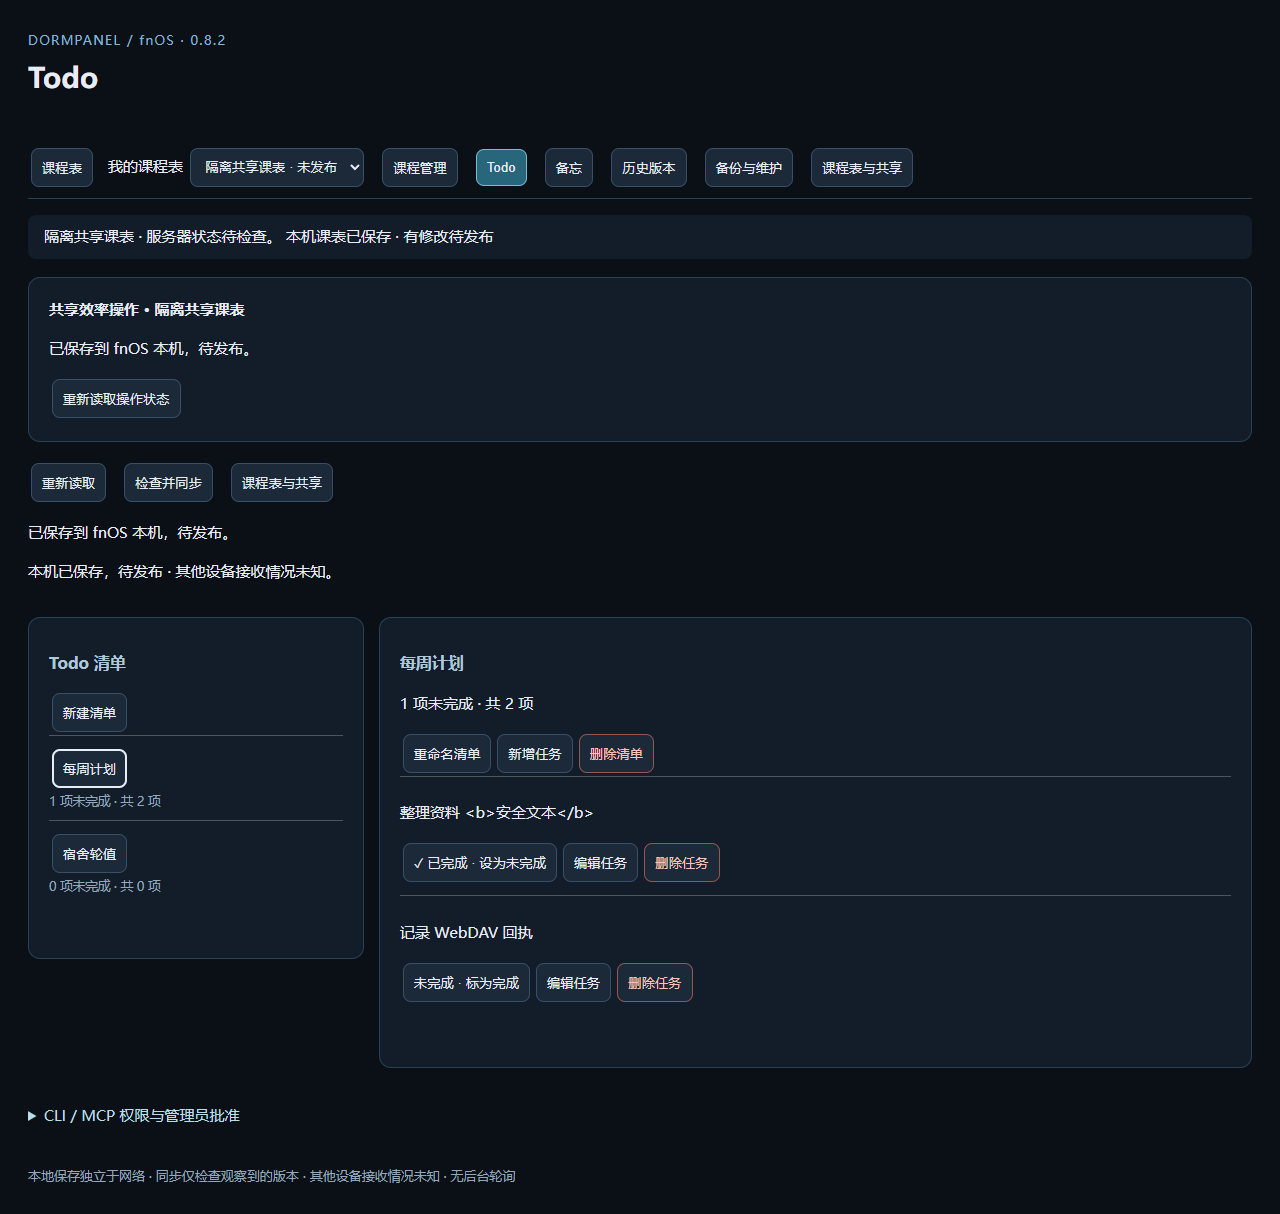 DORMPANEL / fnOS · 0.8.2
Todo
课程表 我的课程表 隔离共享课表 · 未发布 课程管理 Todo 备忘 历史版本 备份与维护 课程表与共享
隔离共享课表 · 服务器状态待检查。 本机课表已保存 · 有修改待发布
共享效率操作 • 隔离共享课表
已保存到 fnOS 本机，待发布。
重新读取操作状态
重新读取 检查并同步 课程表与共享
已保存到 fnOS 本机，待发布。
本机已保存，待发布 · 其他设备接收情况未知。
Todo 清单
新建清单
每周计划
1 项未完成 · 共 2 项
宿舍轮值
0 项未完成 · 共 0 项
每周计划
1 项未完成 · 共 2 项
重命名清单 新增任务 删除清单
整理资料 <b>安全文本</b>
✓ 已完成 · 设为未完成 编辑任务 删除任务
记录 WebDAV 回执
未完成 · 标为完成 编辑任务 删除任务
▶ CLI / MCP 权限与管理员批准
本地保存独立于网络 · 同步仅检查观察到的版本 · 其他设备接收情况未知 · 无后台轮询